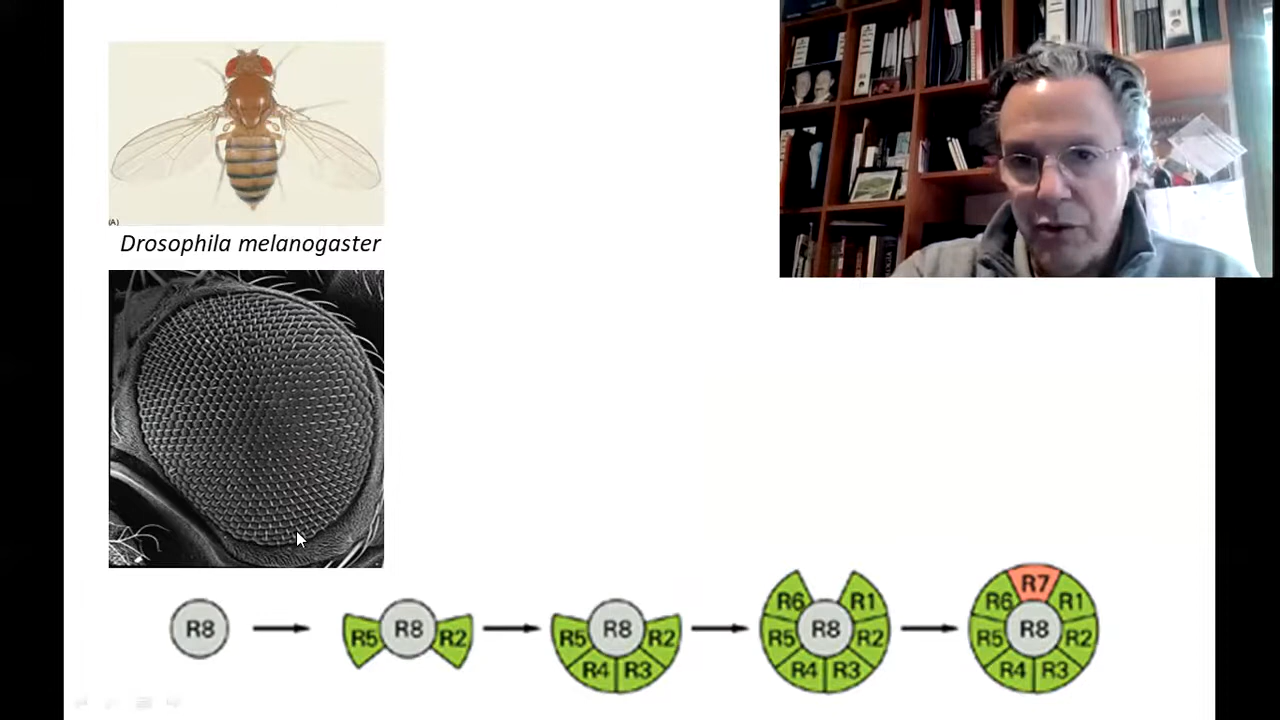 (A)
Drosophila melanogaster
R8
R5 R8 R2
R5 R8 R2
R4 R3
R6 R1
R5 R8 R2
R4 R3
R7
R6 R1
R5 R8 R2
R4 R3